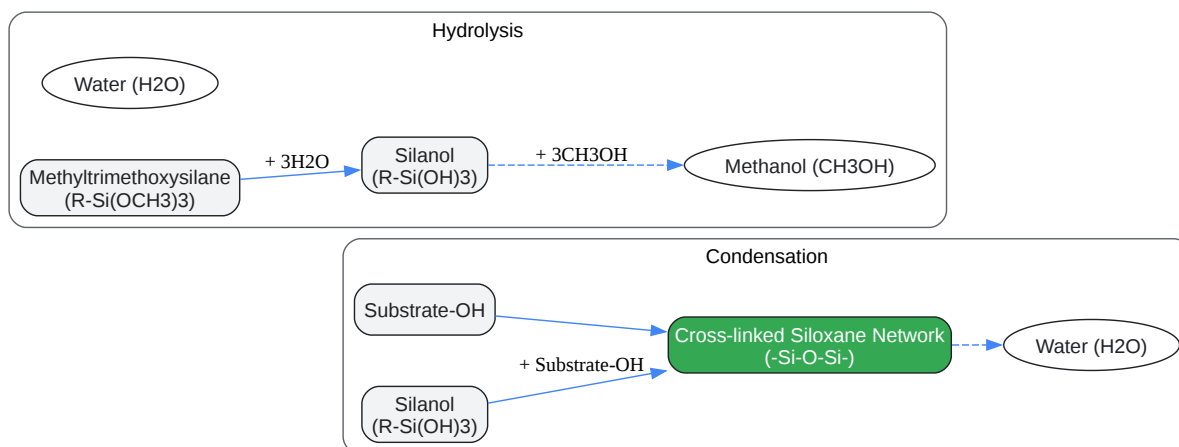 Hydrolysis
Water (H2O)
Methyltrimethoxysilane
(R-Si(OCH3)3)
+ 3H2O
Silanol
(R-Si(OH)3)
+ 3CH3OH
Methanol (CH3OH)
Condensation
Substrate-OH
Silanol
(R-Si(OH)3)
+ Substrate-OH
Cross-linked Siloxane Network
(-Si-O-Si-)
Water (H2O)